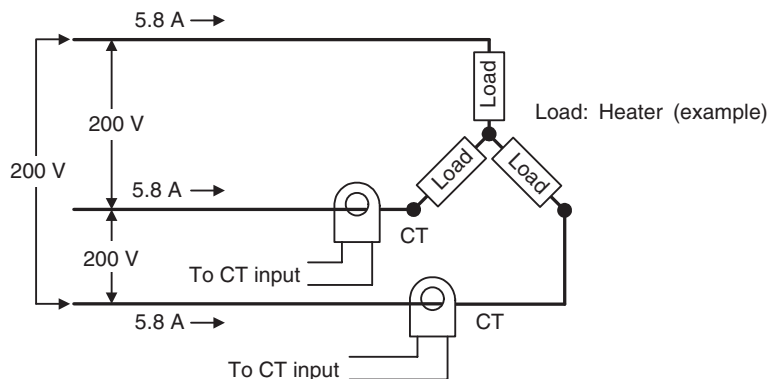 5.8 A
Load
Load: Heater (example)
200 V
200 V
Load
Load
5.8 A
CT
200 V
To CT input
5.8 A
CT
To CT input